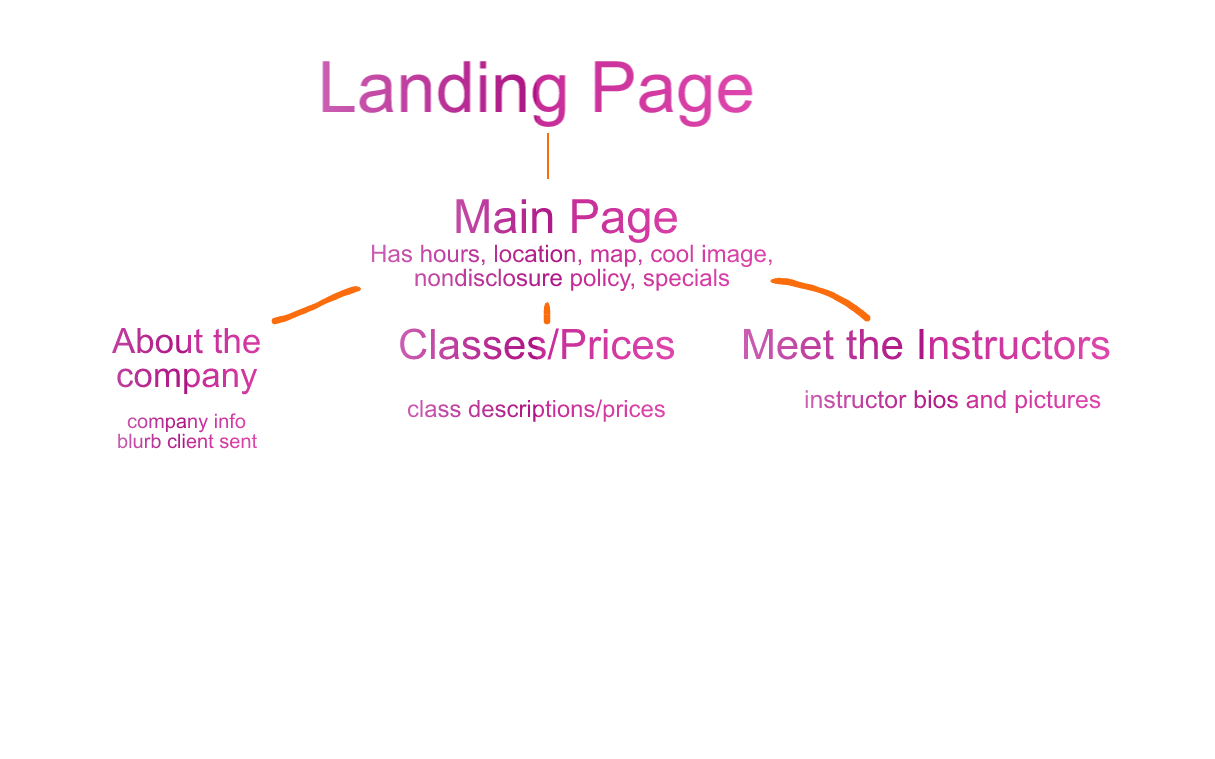 Landing Page
Main Page
Has hours, location, map, cool image,
nondisclosure policy, specials
About the
company
company info
blurb client sent
Classes/Prices
class descriptions/prices
Meet the Instructors
instructor bios and pictures